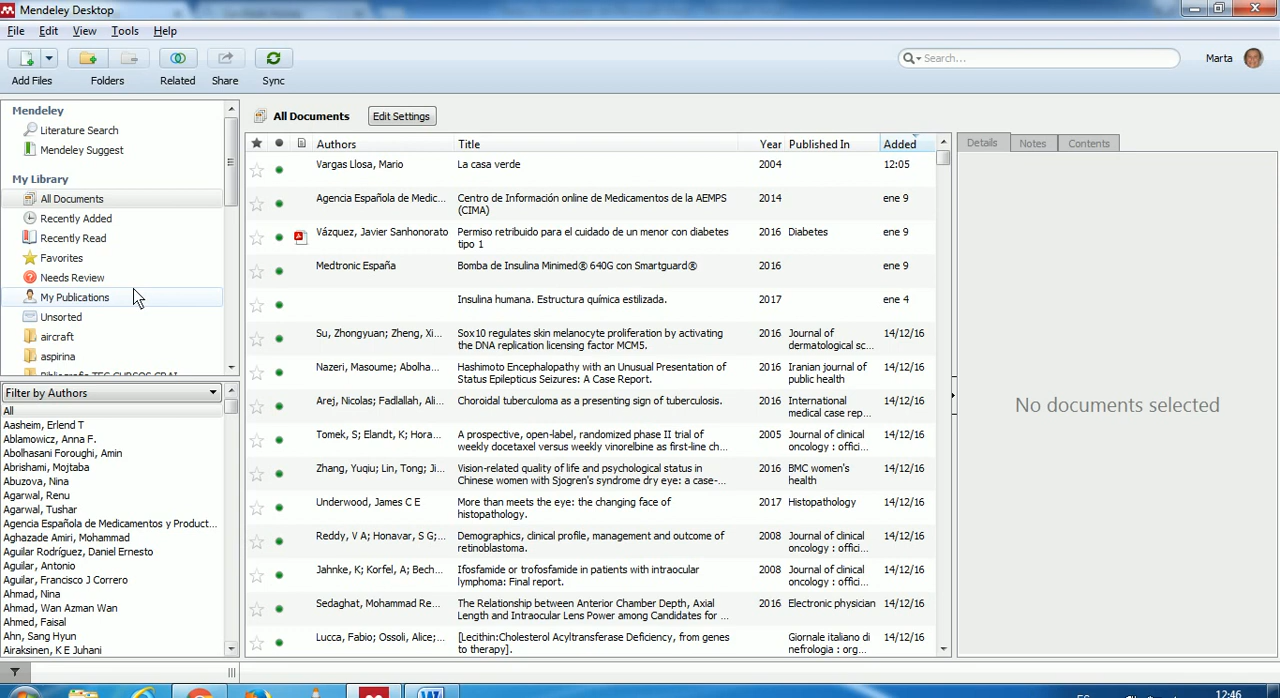 Mendeley Desktop
File Edit View Tools Help
Add Files Folders Related Share Sync
Search...
Marta
Mendeley
Literature Search
Mendeley Suggest
My Library
All Documents
Recently Added
Recently Read
Favorites
Needs Review
My Publications
Unsorted
aircraft
aspirina
Filter by Authors
All
Aasheim, Erlend T
Ablamowicz, Anna F.
Abolhasani Foroughi, Amin
Abrishami, Mojtaba
Abuzova, Nina
Agarwal, Renu
Agarwal, Tushar
Agencia Española de Medicamentos y Product...
Aghazade Amiri, Mohammad
Aguilar Rodríguez, Daniel Ernesto
Aguilar, Antonio
Aguilar, Francisco J Correro
Ahmad, Nina
Ahmad, Wan Azman Wan
Ahmed, Faisal
Ahn, Sang Hyun
Airaksinen, K E Juhani
All Documents Edit Settings
Authors Title Year Published In Added
Vargas Llosa, Mario La casa verde 2004 12:05
Agencia Española de Medic... Centro de Información online de Medicamentos de la AEMPS 2014 ene 9
(CIMA)
Vázquez, Javier Sanhonorato Permiso retribuido para el cuidado de un menor con diabetes 2016 Diabetes ene 9
tipo 1
Medtronic España Bomba de Insulina Minimed® 640G con Smartguard® 2016 ene 9
Insulina humana. Estructura química estilizada. 2017 ene 4
Su, Zhongyuan; Zheng, Xi... Sox10 regulates skin melanocyte proliferation by activating 2016 Journal of 14/12/16
the DNA replication licensing factor MCM5. dermatological sc...
Nazeri, Masoume; Abolha... Hashimoto Encephalopathy with an Unusual Presentation of 2016 Iranian journal of 14/12/16
Status Epilepticus Seizures: A Case Report. public health
Arej, Nicolas; Fadlallah, Ali... Choroidal tuberculoma as a presenting sign of tuberculosis. 2016 International 14/12/16
medical case rep...
Tomek, S; Elandt, K; Hora... A prospective, open-label, randomized phase II trial of 2005 Journal of clinical 14/12/16
weekly docetaxel versus weekly vinorelbine as first-line ch... oncology : offici...
Zhang, Yuqiu; Lin, Tong; Ji... Vision-related quality of life and psychological status in 2016 BMC women's 14/12/16
Chinese women with Sjogren's syndrome dry eye: a case-... health
Underwood, James C E More than meets the eye: the changing face of 2017 Histopathology 14/12/16
histopathology.
Reddy, V A; Honavar, S G;... Demographics, clinical profile, management and outcome of 2008 Journal of clinical 14/12/16
retinoblastoma. oncology : offici...
Jahnke, K; Korfel, A; Bech... Ifosfamide or trofosfamide in patients with intraocular 2008 Journal of clinical 14/12/16
lymphoma: Final report. oncology : offici...
Sedaghat, Mohammad Re... The Relationship between Anterior Chamber Depth, Axial 2016 Electronic physician 14/12/16
Length and Intraocular Lens Power among Candidates for ...
Lucca, Fabio; Ossoli, Alice;... [Lecithin:Cholesterol Acyltransferase Deficiency, from genes Giornale italiano di 14/12/16
to therapy]. nefrologia : org...
Details Notes Contents
No documents selected
12:46